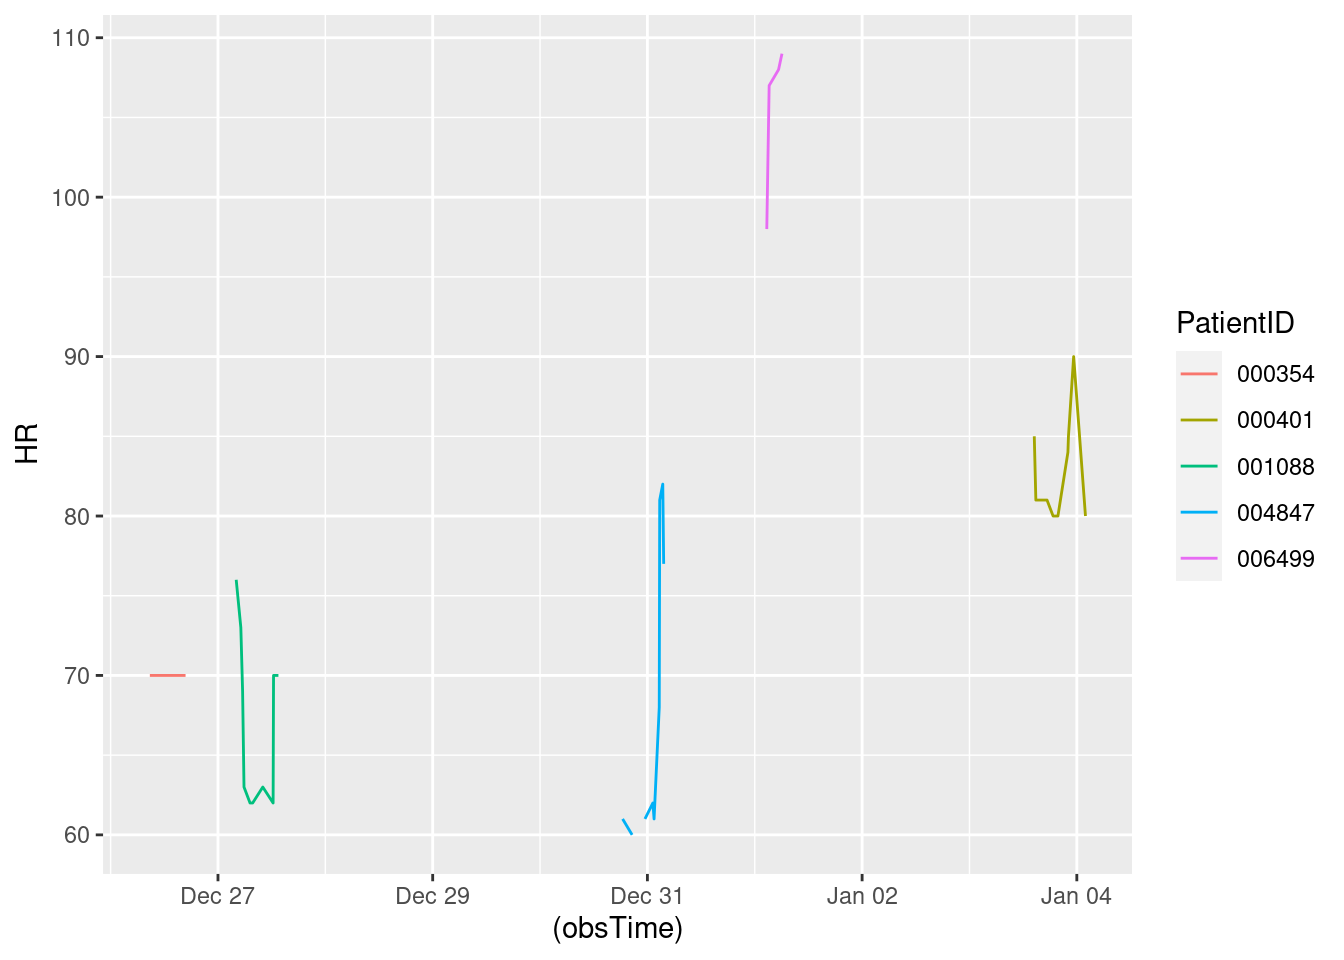 110
100
90
80
70
60
HR
Dec 27
Dec 29
Dec 31
Jan 02
Jan 04
(obsTime)
PatientID
000354
000401
001088
004847
006499